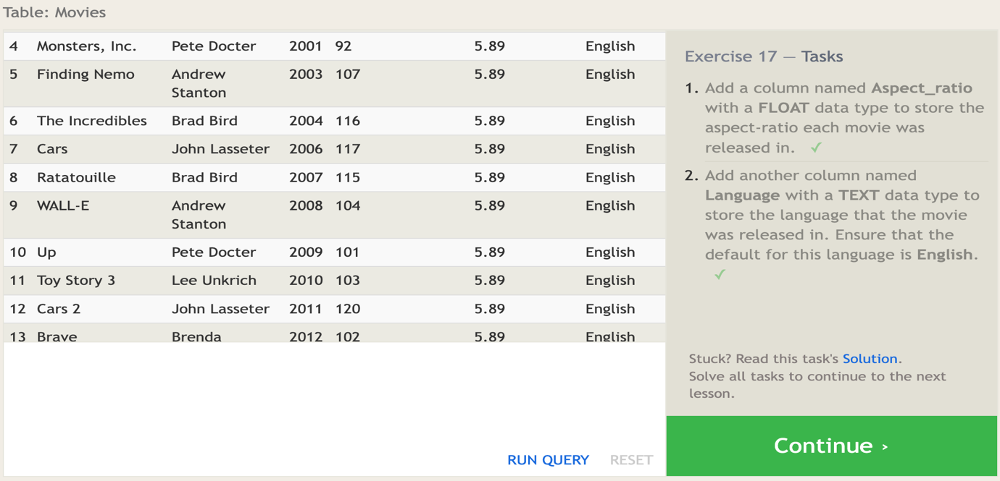 Table: Movies
4 Monsters, Inc. Pete Docter 2001 92 5.89 English
5 Finding Nemo Andrew 2003 107 5.89 English
Stanton
6 The Incredibles Brad Bird 2004 116 5.89 English
7 Cars John Lasseter 2006 117 5.89 English
8 Ratatouille Brad Bird 2007 115 5.89 English
9 WALL-E Andrew 2008 104 5.89 English
Stanton
10 Up Pete Docter 2009 101 5.89 English
11 Toy Story 3 Lee Unkrich 2010 103 5.89 English
12 Cars 2 John Lasseter 2011 120 5.89 English
13 Brave Brenda 2012 102 5.89 English
RUN QUERY RESET
Exercise 17 — Tasks
1. Add a column named Aspect_ratio
with a FLOAT data type to store the
aspect-ratio each movie was
released in. ✓
2. Add another column named
Language with a TEXT data type to
store the language that the movie
was released in. Ensure that the
default for this language is English.
✓
Stuck? Read this task's Solution.
Solve all tasks to continue to the next
lesson.
Continue ›